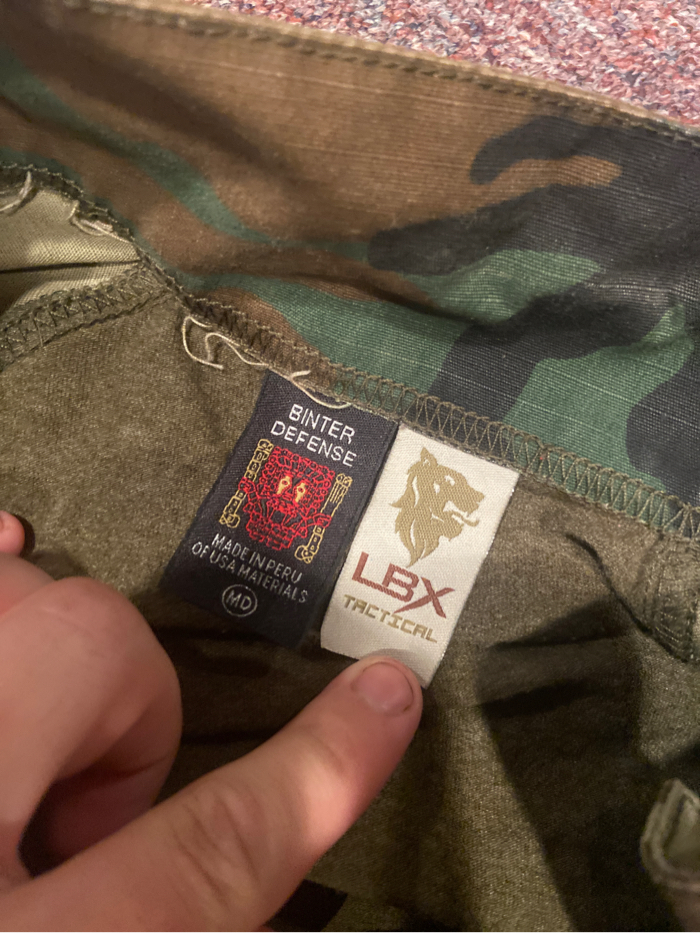 BINTER
DEFENSE
MADE IN PERU
OF USA MATERIALS
MD
LBX
TACTICAL